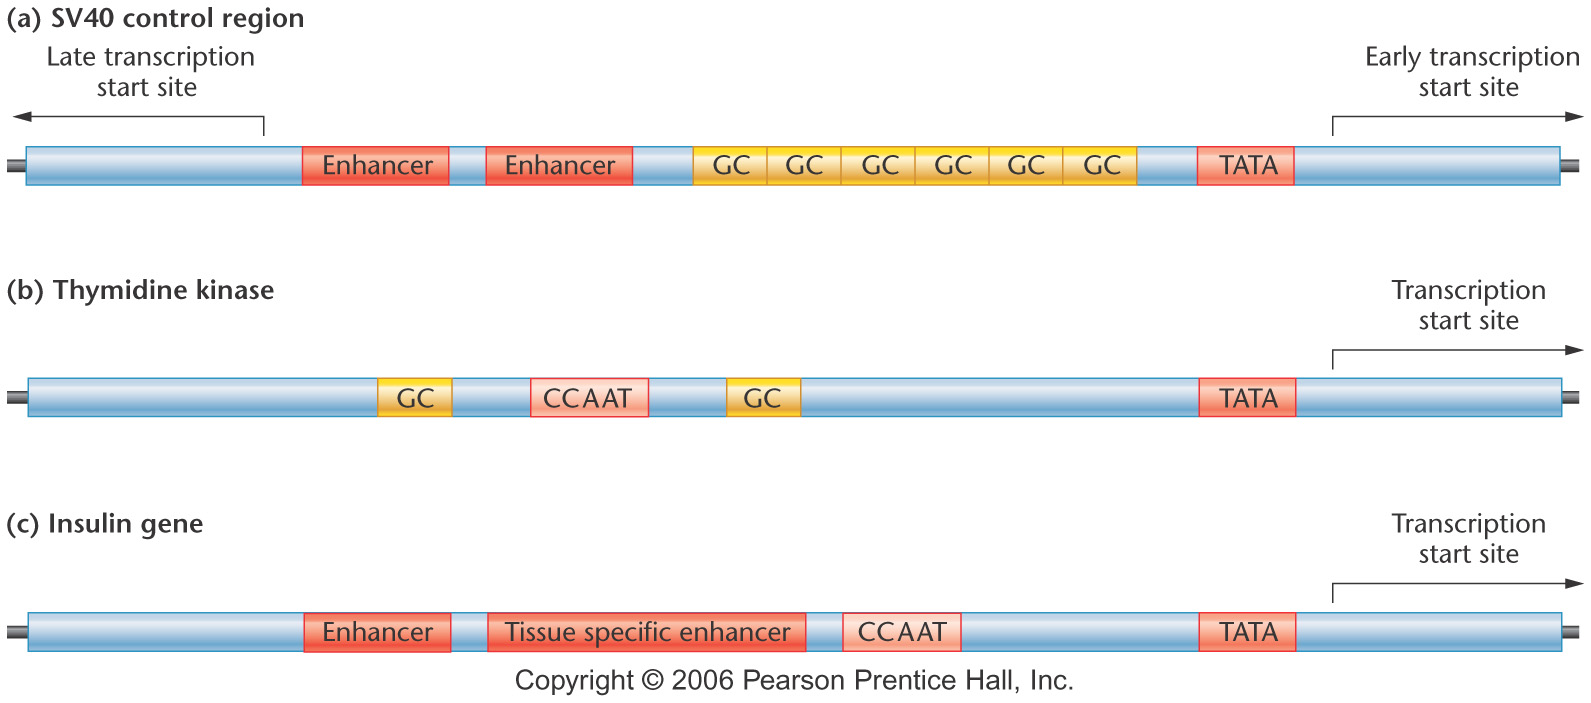 (a) SV40 control region
Late transcription
start site
Early transcription
start site
Enhancer Enhancer GC GC GC GC GC GC TATA
(b) Thymidine kinase
Transcription
start site
GC CCAAT GC TATA
(c) Insulin gene
Transcription
start site
Enhancer Tissue specific enhancer CCAAT TATA
Copyright © 2006 Pearson Prentice Hall, Inc.